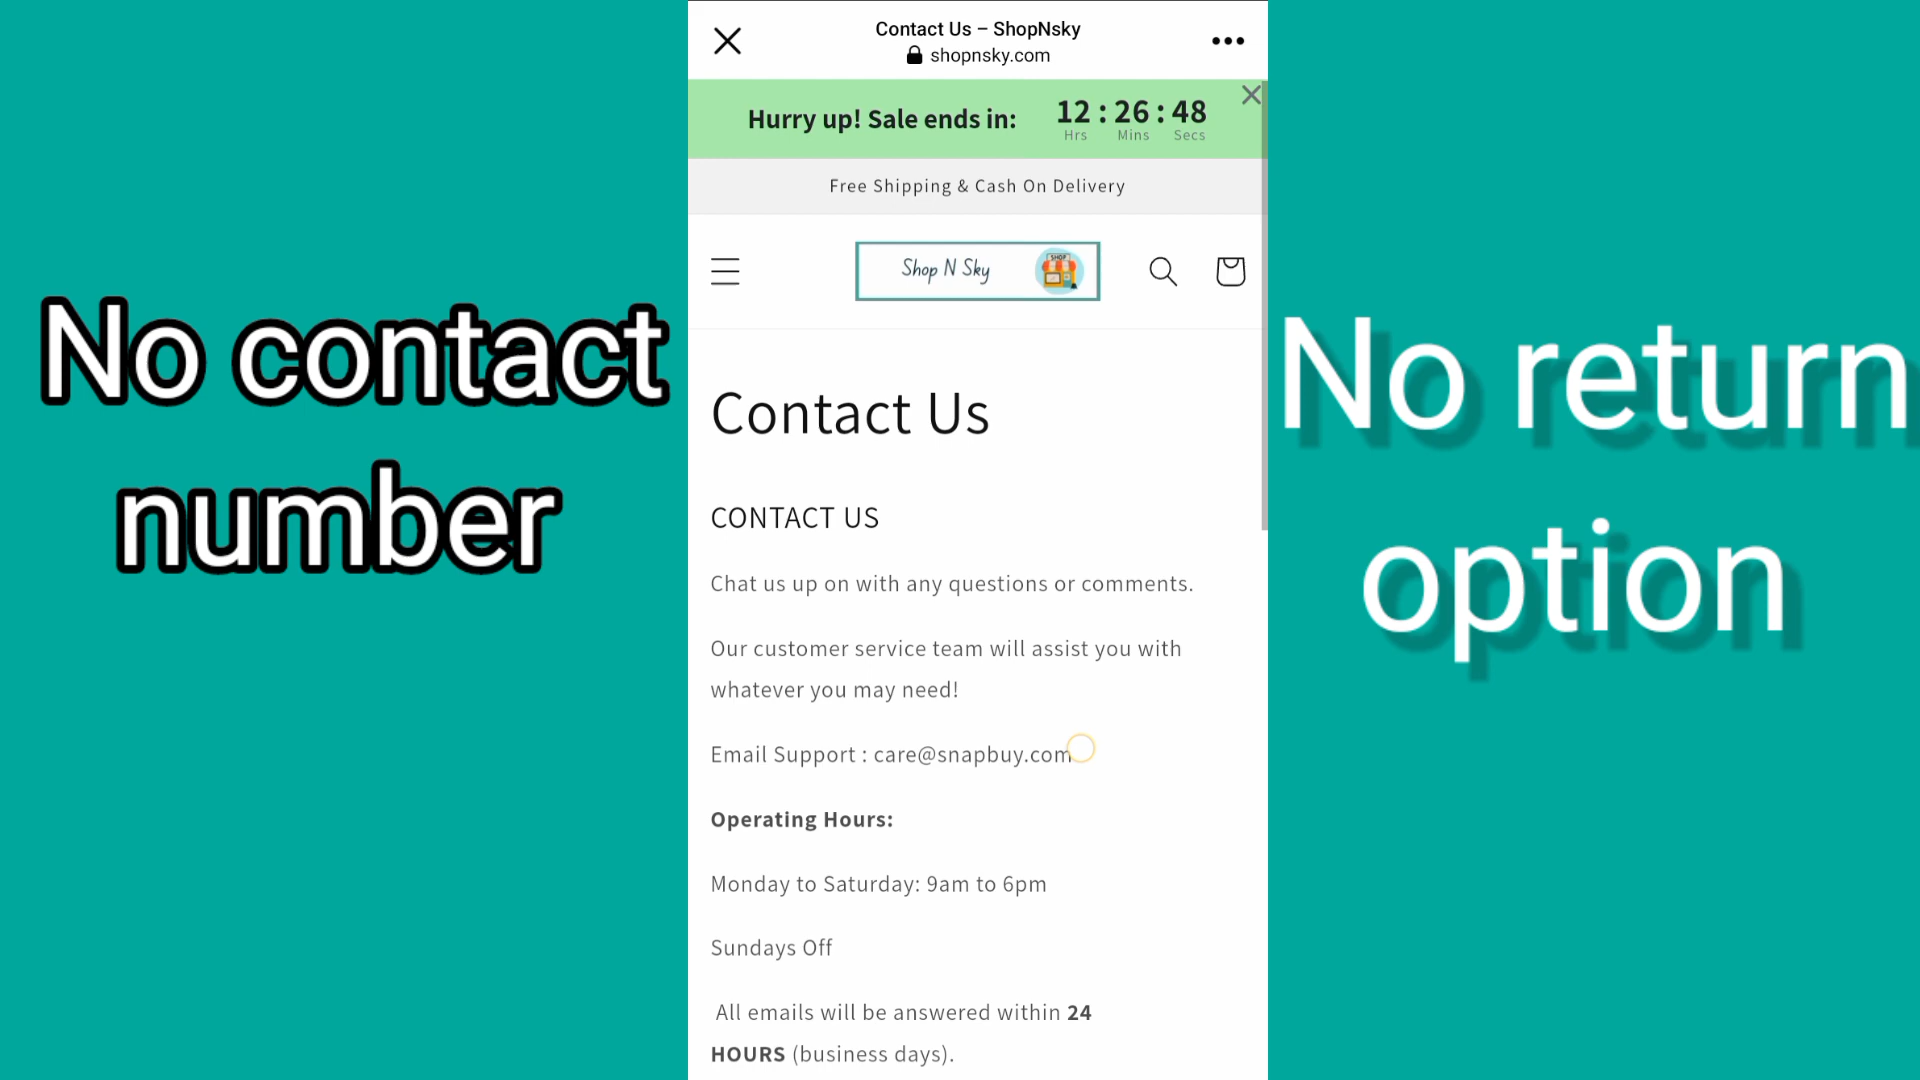 Contact Us – ShopNsky
shopnsky.com
Hurry up! Sale ends in:
12 : 26 : 48
Hrs Mins Secs
Free Shipping & Cash On Delivery
Shop N Sky
SHOP
No contact
number
No return
option
Contact Us
CONTACT US
Chat us up on with any questions or comments.
Our customer service team will assist you with
whatever you may need!
Email Support : care@snapbuy.com
Operating Hours:
Monday to Saturday: 9am to 6pm
Sundays Off
All emails will be answered within 24
HOURS (business days).